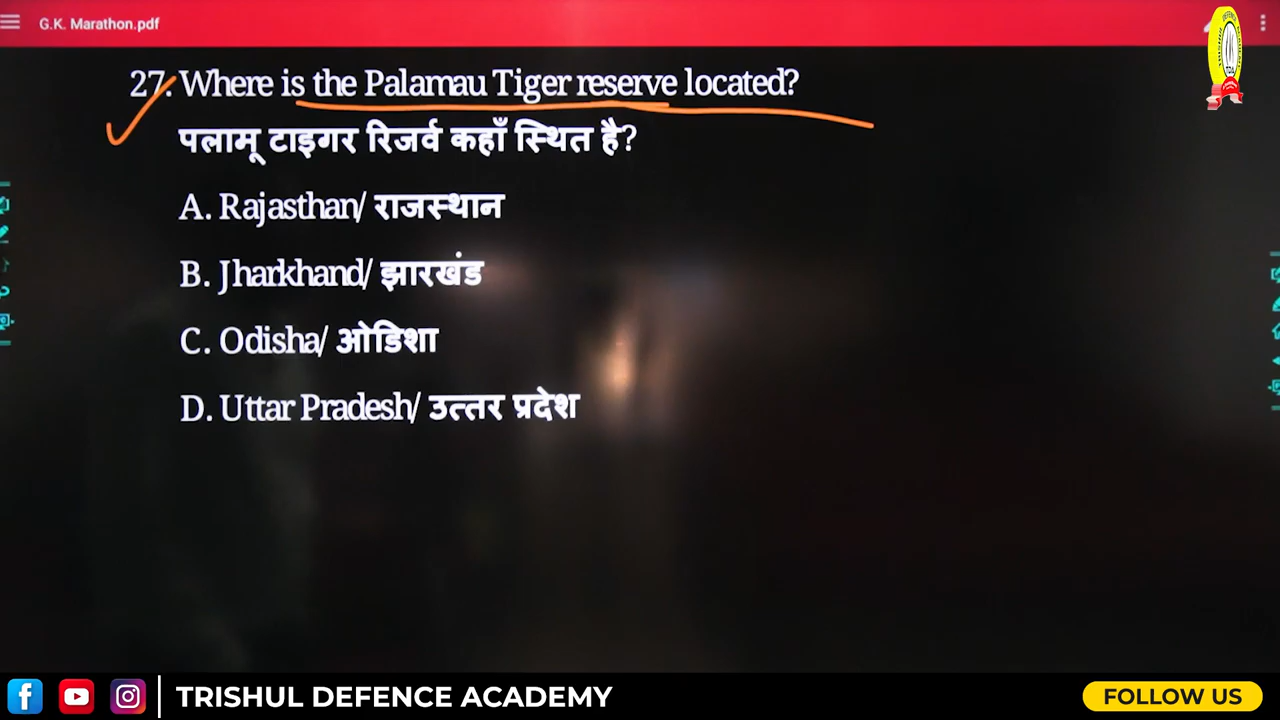 G.K. Marathon.pdf
27. Where is the Palamau Tiger reserve located?
पलामू टाइगर रिजर्व कहाँ स्थित है?
A. Rajasthan/ राजस्थान
B. Jharkhand/ झारखंड
C. Odisha/ ओडिशा
D. Uttar Pradesh/ उत्तर प्रदेश
TRISHUL DEFENCE ACADEMY
FOLLOW US